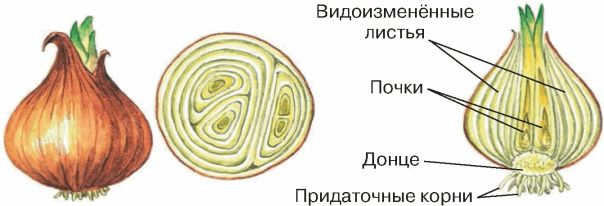 Видоизменённые
листья
Почки
Донце
Придаточные корни